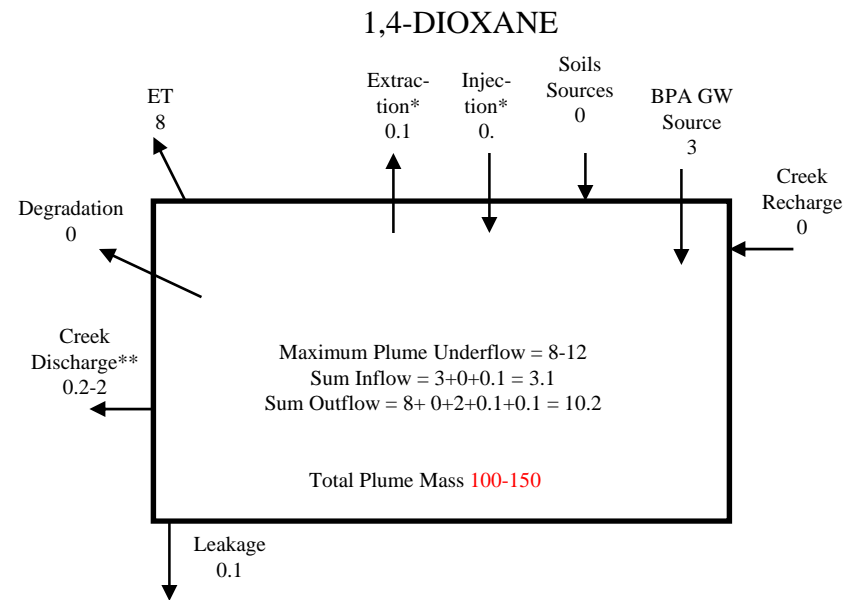 1,4-DIOXANE
ET
8
Extrac-
tion*
0.1
Injec-
tion*
0.
Soils
Sources
0
BPA GW
Source
3
Creek
Recharge
0
Degradation
0
Creek
Discharge**
0.2-2
Maximum Plume Underflow = 8-12
Sum Inflow = 3+0+0.1 = 3.1
Sum Outflow = 8+ 0+2+0.1+0.1 = 10.2
Total Plume Mass 100-150
Leakage
0.1